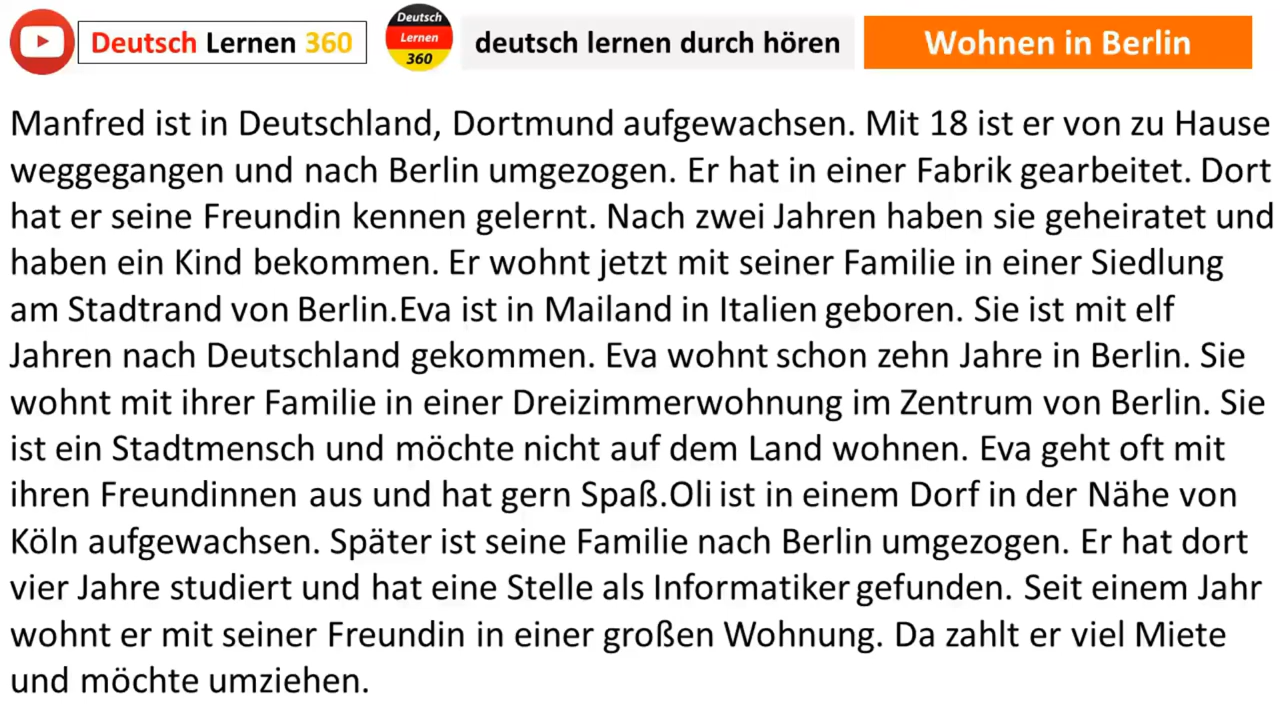 Deutsch Lernen 360
Deutsch
Lernen
360
deutsch lernen durch hören
Wohnen in Berlin
Manfred ist in Deutschland, Dortmund aufgewachsen. Mit 18 ist er von zu Hause
weggegangen und nach Berlin umgezogen. Er hat in einer Fabrik gearbeitet. Dort
hat er seine Freundin kennen gelernt. Nach zwei Jahren haben sie geheiratet und
haben ein Kind bekommen. Er wohnt jetzt mit seiner Familie in einer Siedlung
am Stadtrand von Berlin.Eva ist in Mailand in Italien geboren. Sie ist mit elf
Jahren nach Deutschland gekommen. Eva wohnt schon zehn Jahre in Berlin. Sie
wohnt mit ihrer Familie in einer Dreizimmerwohnung im Zentrum von Berlin. Sie
ist ein Stadtmensch und möchte nicht auf dem Land wohnen. Eva geht oft mit
ihren Freundinnen aus und hat gern Spaß.Oli ist in einem Dorf in der Nähe von
Köln aufgewachsen. Später ist seine Familie nach Berlin umgezogen. Er hat dort
vier Jahre studiert und hat eine Stelle als Informatiker gefunden. Seit einem Jahr
wohnt er mit seiner Freundin in einer großen Wohnung. Da zahlt er viel Miete
und möchte umziehen.